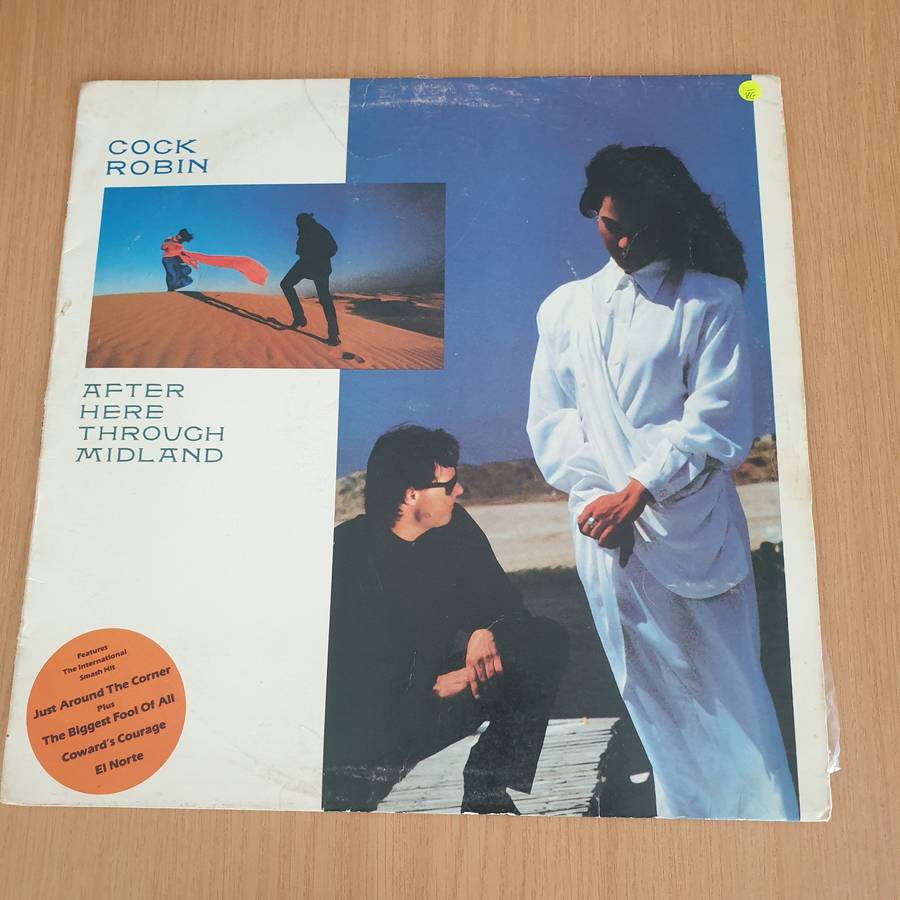 COCK
ROBIN
AFTER
HERE
THROUGH
MIDLAND
VG
Features
The International
Smash Hit
Just Around The Corner
Plus
The Biggest Fool Of All
Coward's Courage
El Norte